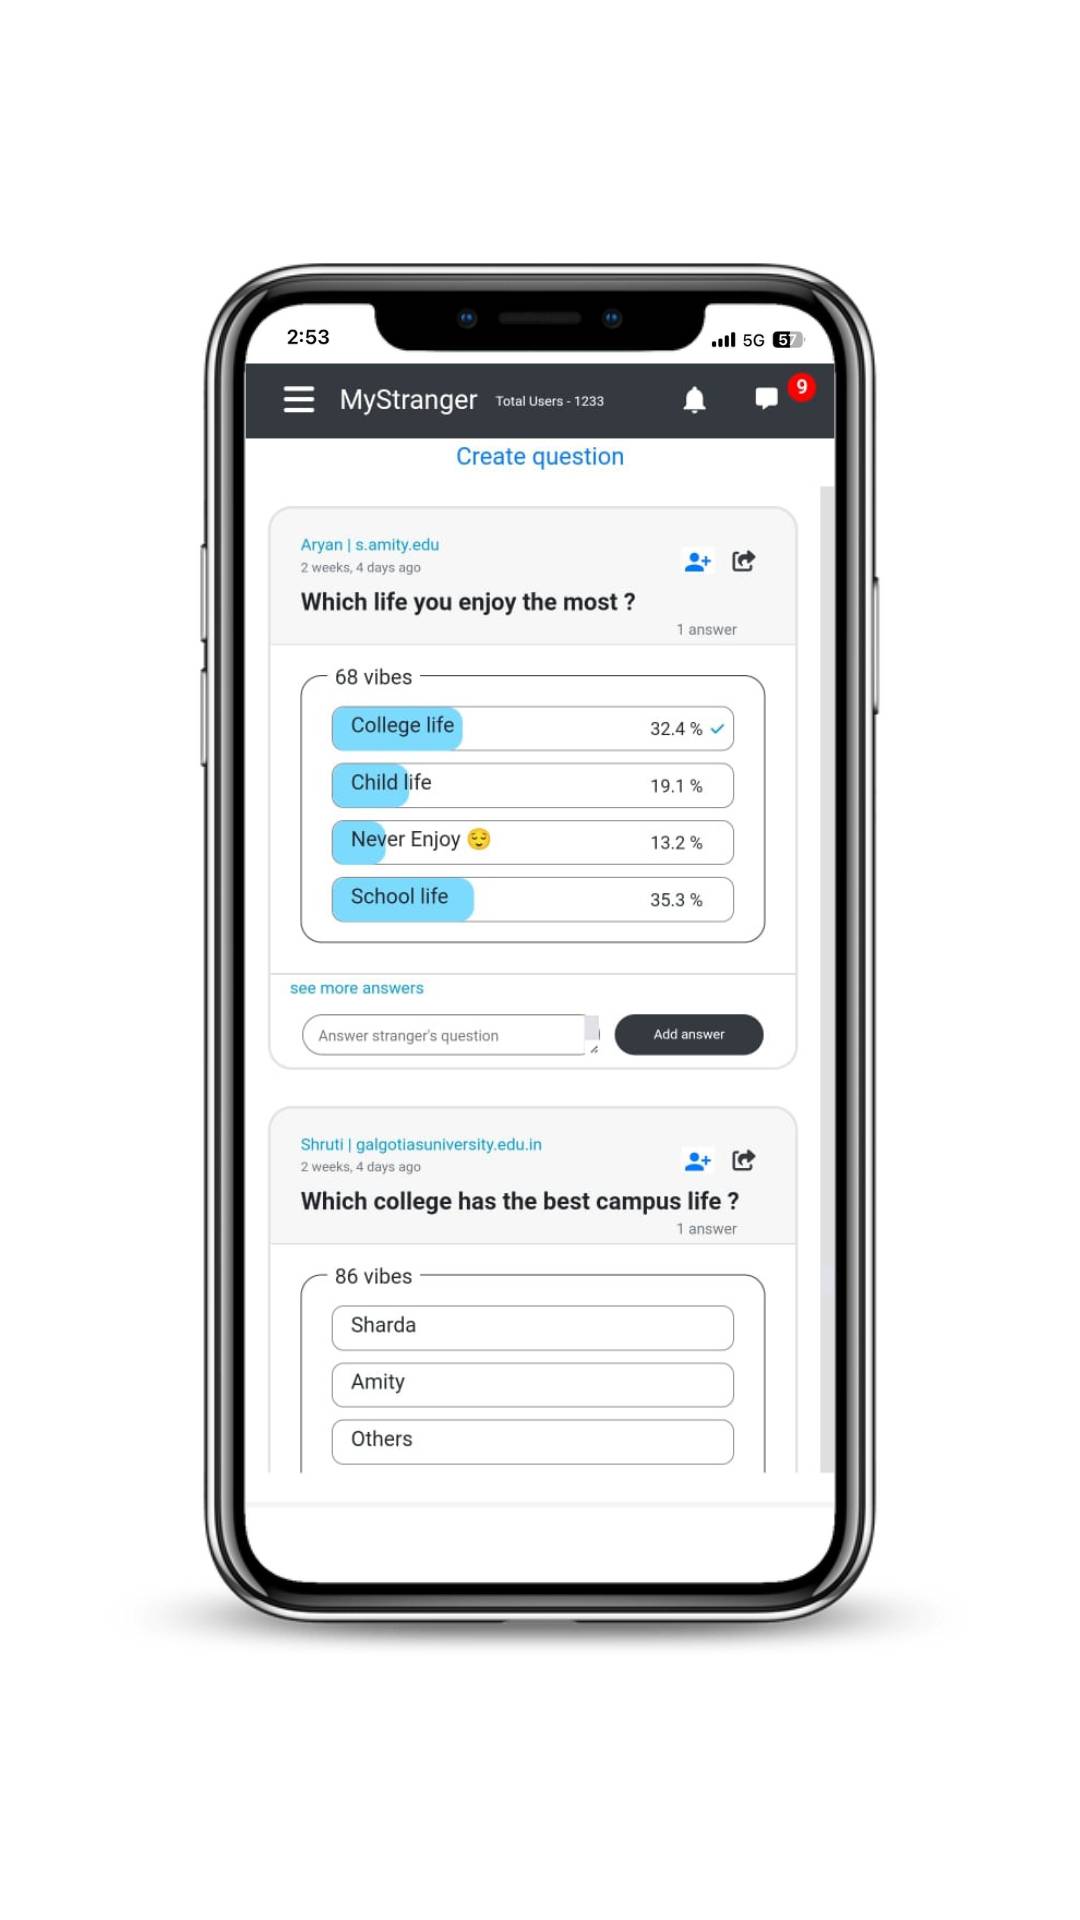 2:53
5G 57
MyStranger Total Users - 1233 9
Create question
Aryan | s.amity.edu
2 weeks, 4 days ago
Which life you enjoy the most ?
1 answer
68 vibes
College life 32.4 %
Child life 19.1 %
Never Enjoy 😌 13.2 %
School life 35.3 %
see more answers
Answer stranger's question Add answer
Shruti | galgotiasuniversity.edu.in
2 weeks, 4 days ago
Which college has the best campus life ?
1 answer
86 vibes
Sharda
Amity
Others